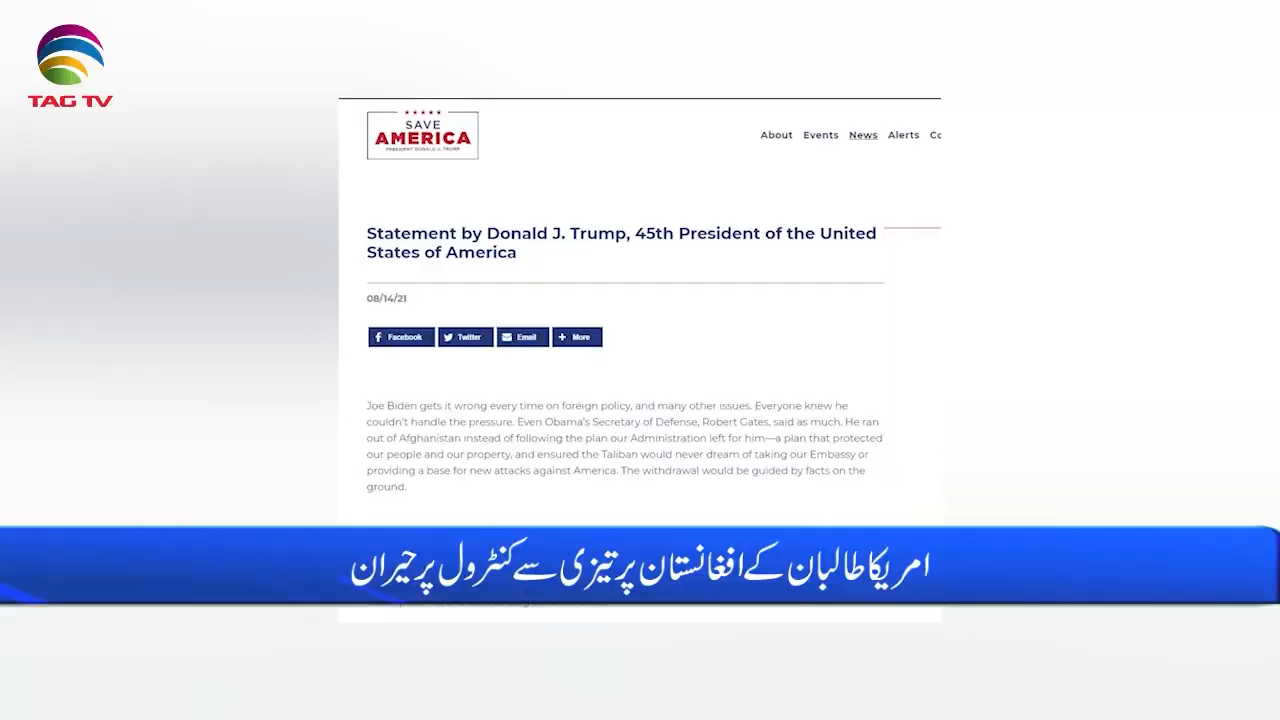 TAG TV
SAVE
AMERICA
PRESIDENT DONALD J. TRUMP
About Events News Alerts Co
Statement by Donald J. Trump, 45th President of the United
States of America
08/14/21
Facebook Twitter Email More
Joe Biden gets it wrong every time on foreign policy, and many other issues. Everyone knew he
couldn't handle the pressure. Even Obama's Secretary of Defense, Robert Gates, said as much. He ran
out of Afghanistan instead of following the plan our Administration left for him—a plan that protected
our people and our property, and ensured the Taliban would never dream of taking our Embassy or
providing a base for new attacks against America. The withdrawal would be guided by facts on the
ground.
امریکا طالبان کے افغانستان پر تیزی سے کنٹرول پر حیران